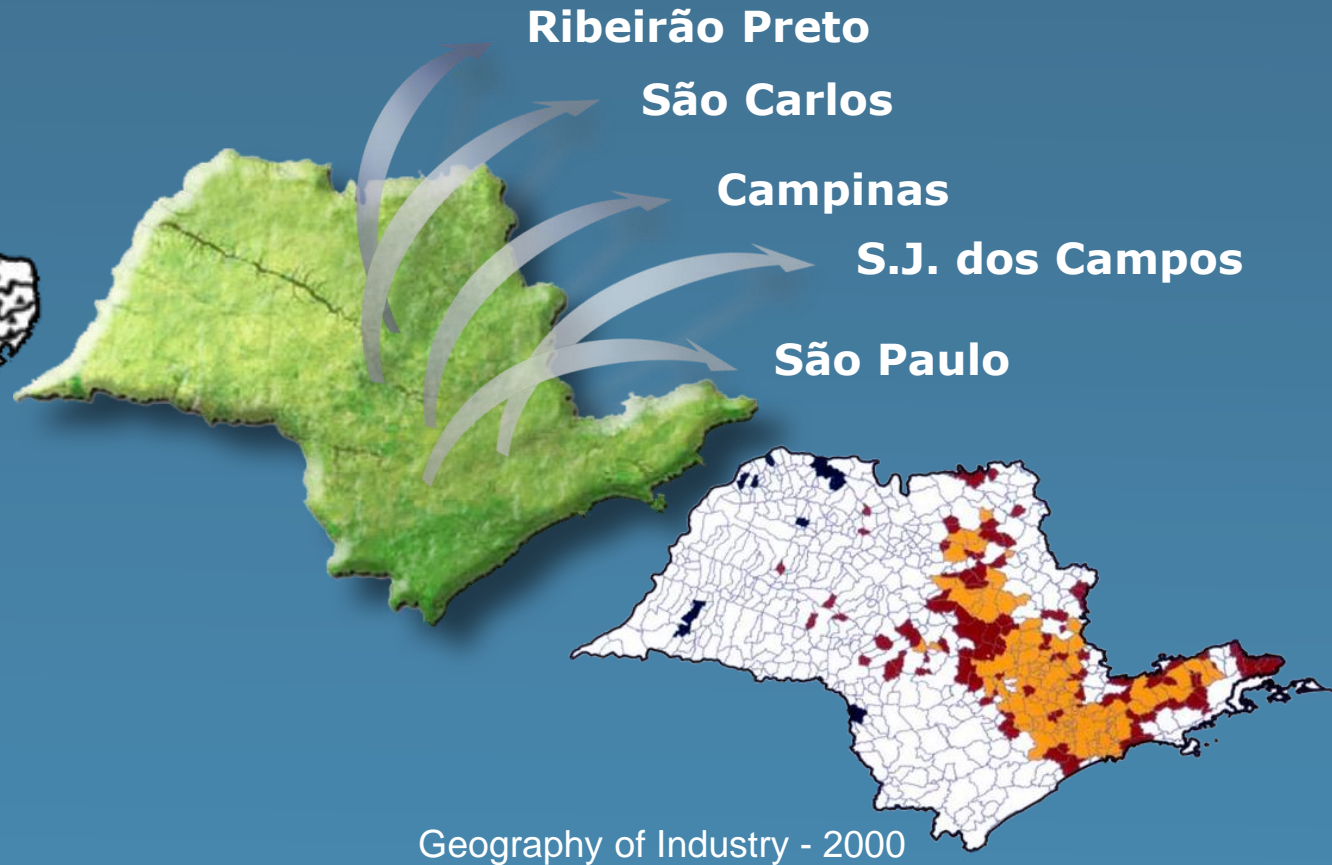 Ribeirão Preto
São Carlos
Campinas
S.J. dos Campos
São Paulo
Geography of Industry - 2000